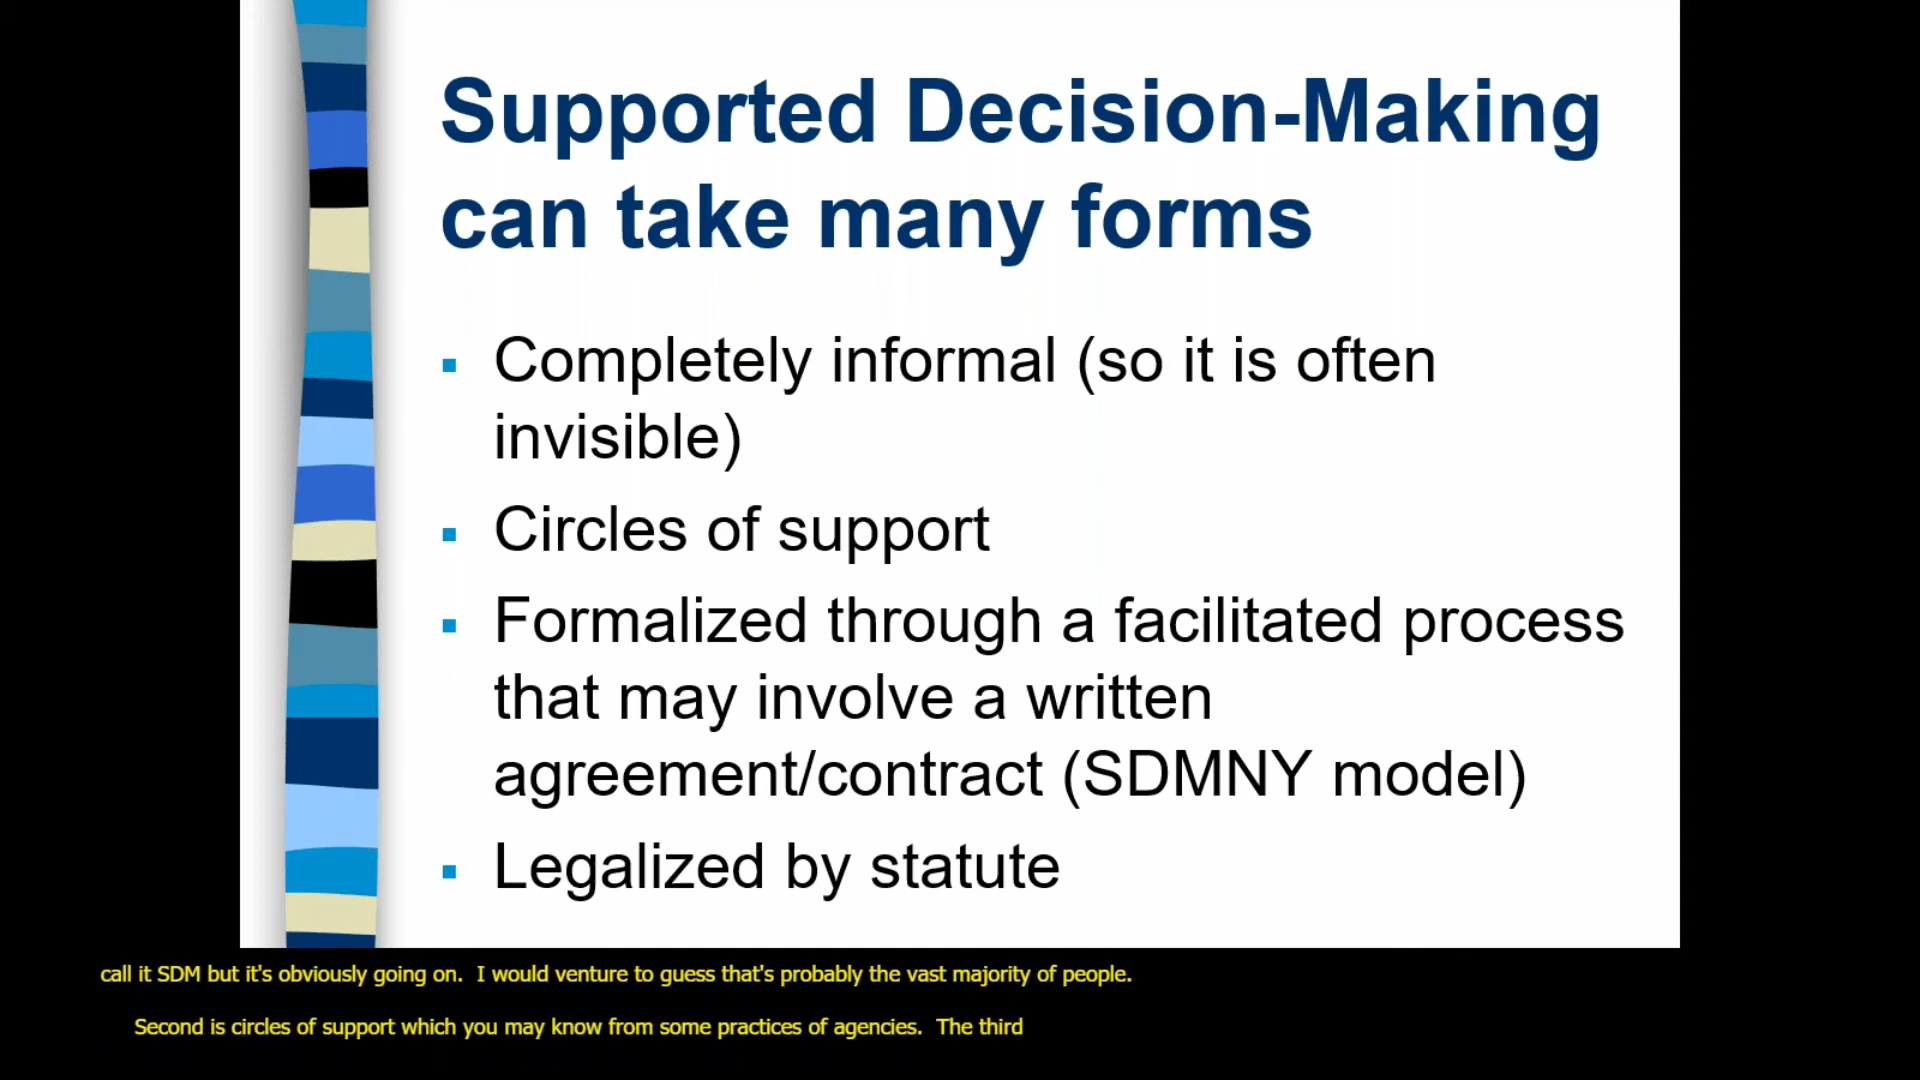 Supported Decision-Making
can take many forms
▪ Completely informal (so it is often
invisible)
▪ Circles of support
▪ Formalized through a facilitated process
that may involve a written
agreement/contract (SDMNY model)
▪ Legalized by statute
call it SDM but it's obviously going on.  I would venture to guess that's probably the vast majority of people.
Second is circles of support which you may know from some practices of agencies.  The third